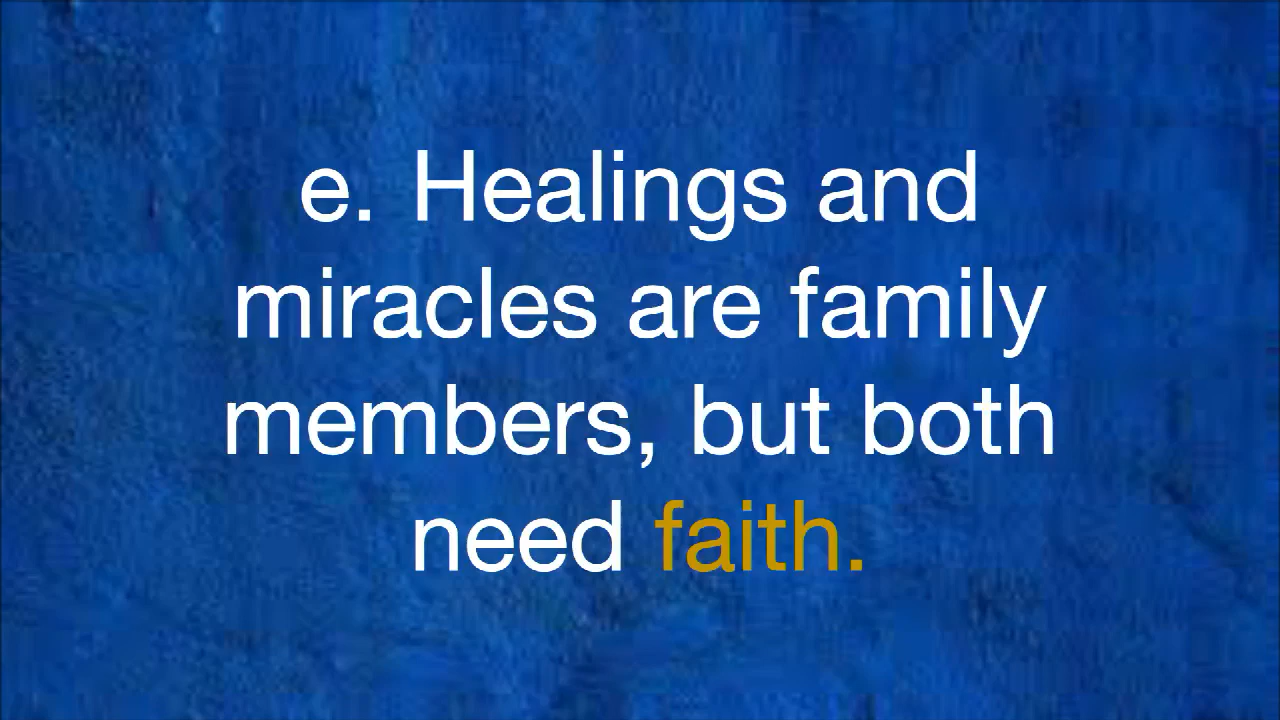 e. Healings and
miracles are family
members, but both
need faith.